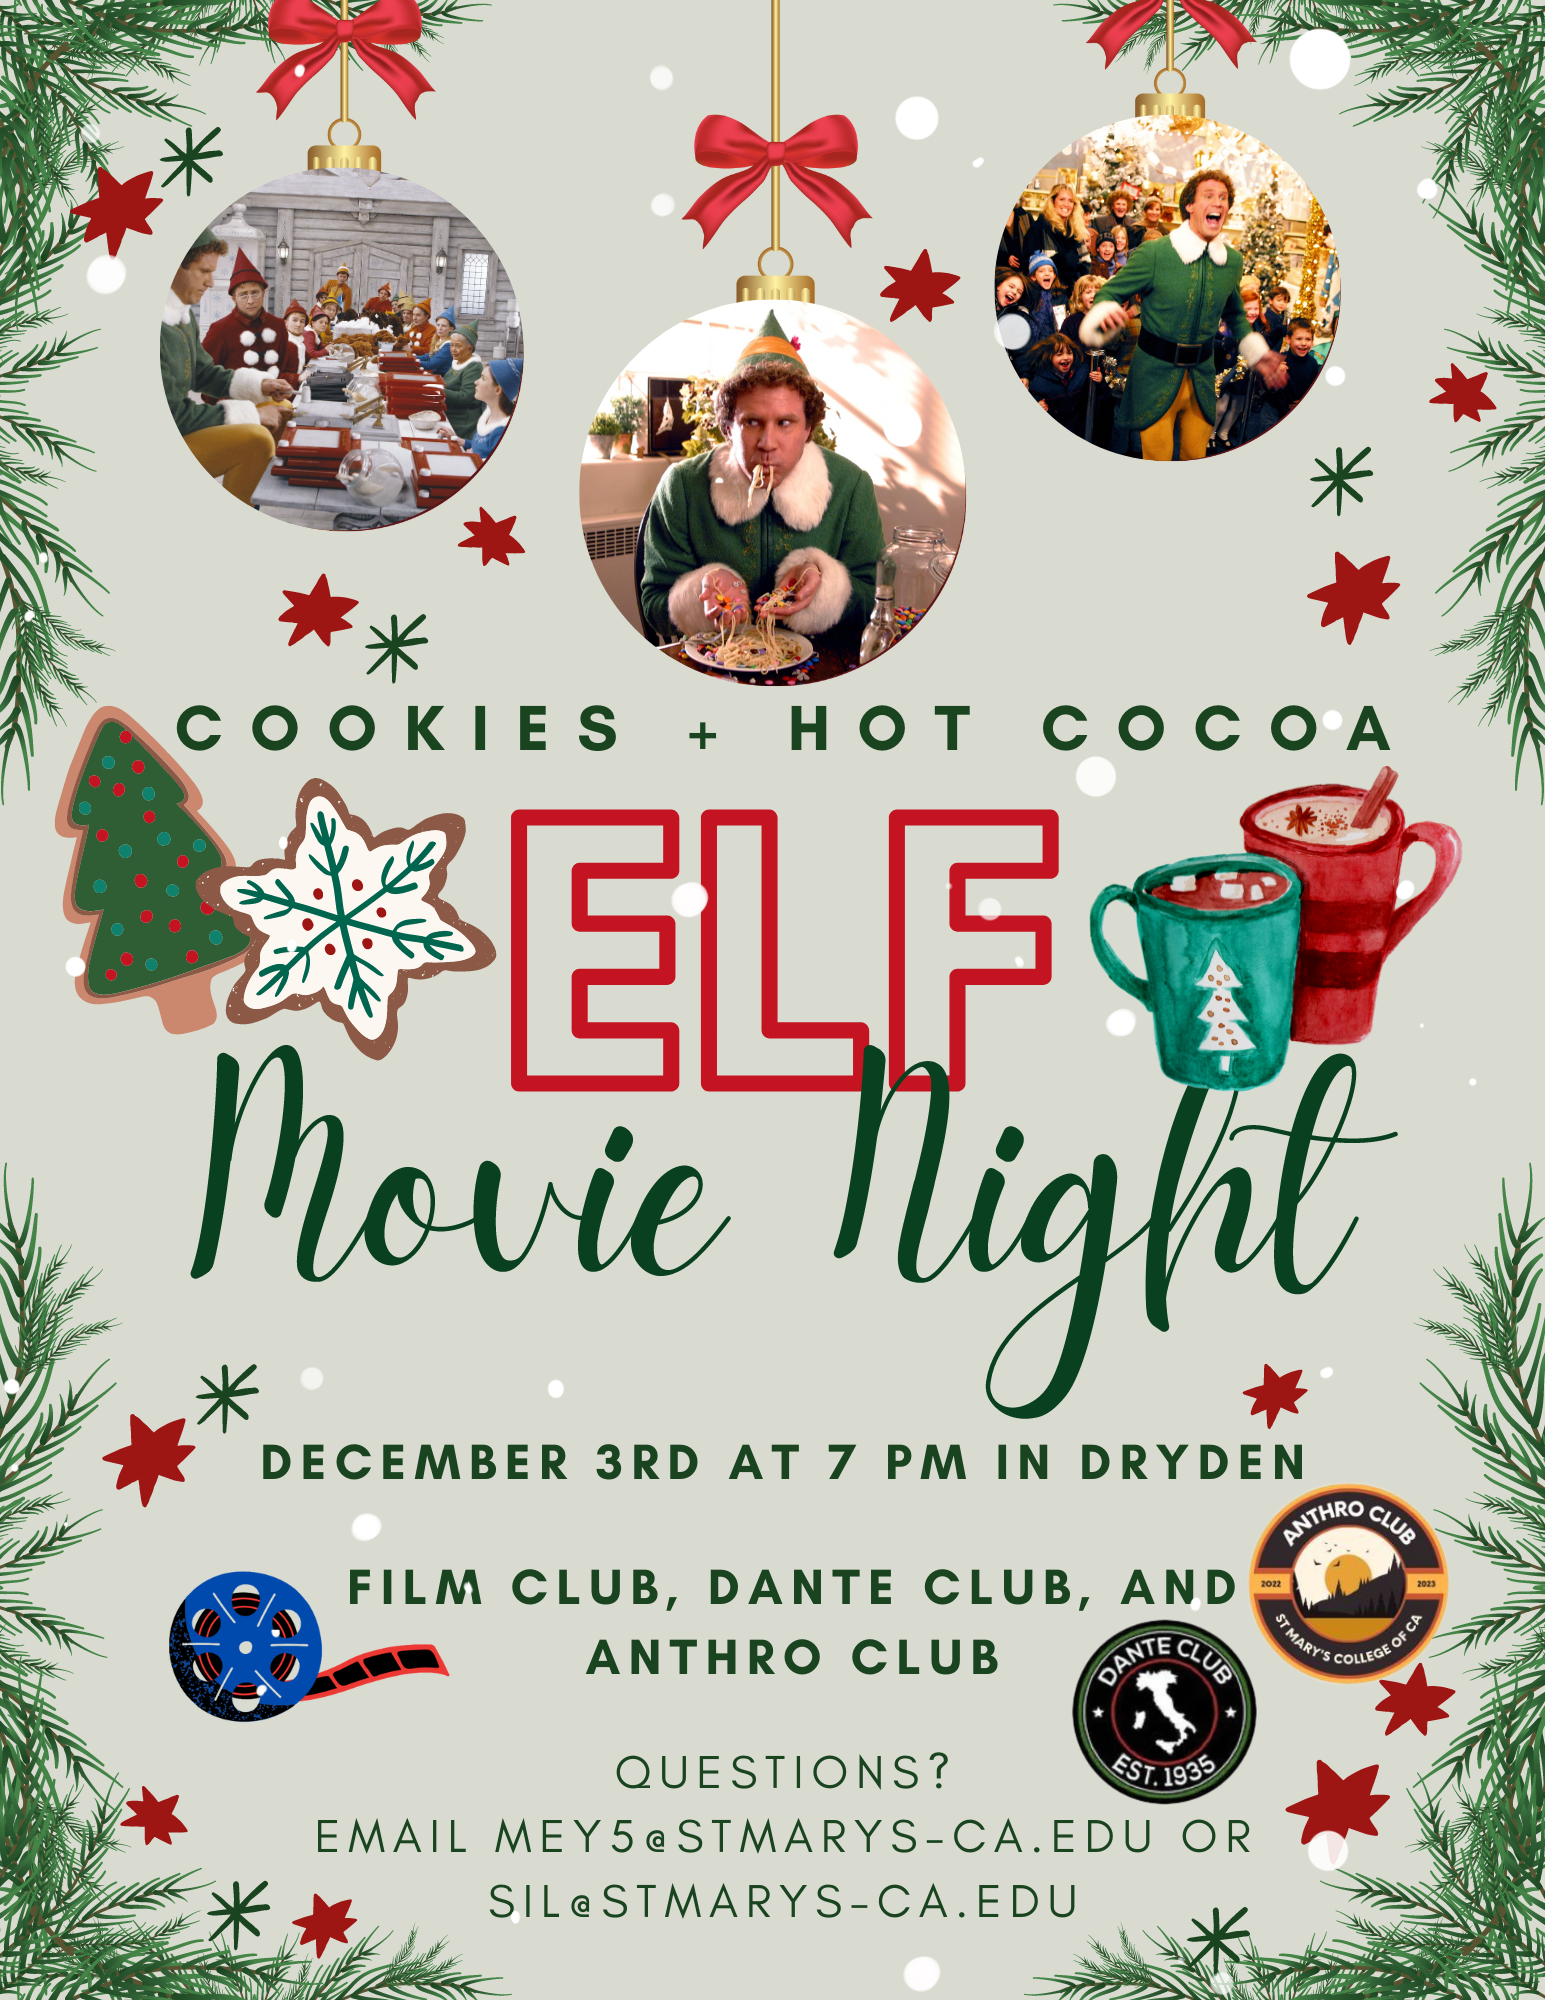 COOKIES + HOT COCOA
ELF
Movie Night
DECEMBER 3RD AT 7 PM IN DRYDEN
FILM CLUB, DANTE CLUB, AND
ANTHRO CLUB
ANTHRO CLUB
2022 2023
ST MARY'S COLLEGE OF CA
DANTE CLUB
EST. 1935
QUESTIONS?
EMAIL MEY5@STMARYS-CA.EDU OR
SIL@STMARYS-CA.EDU